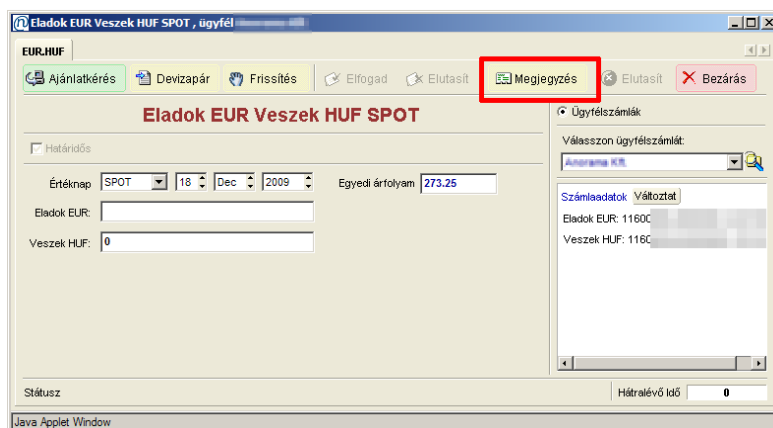 Eladok EUR Veszek HUF SPOT , ügyfél
EUR.HUF
Ajánlatkérés Devizapár Frissítés Elfogad Elutasít Megjegyzés Elutasít Bezárás
Eladok EUR Veszek HUF SPOT
Ügyfélszámlák
Határidős
Válasszon ügyfélszámlát:
Értéknap SPOT 18 Dec 2009 Egyedi árfolyam 273.25
Számlaadatok Változtat
Eladok EUR:
Eladok EUR: 11600
Veszek HUF: 0
Veszek HUF: 1160
Státusz
Hátralévő Idő 0
Java Applet Window